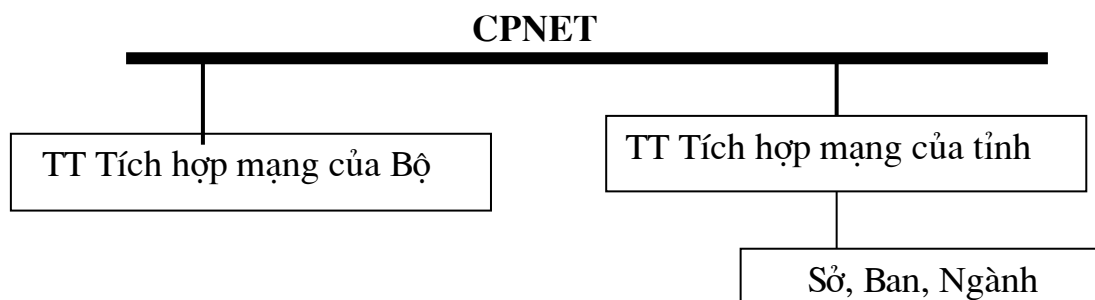 CPNET
TT Tích hợp mạng của Bộ
TT Tích hợp mạng của tỉnh
Sở, Ban, Ngành